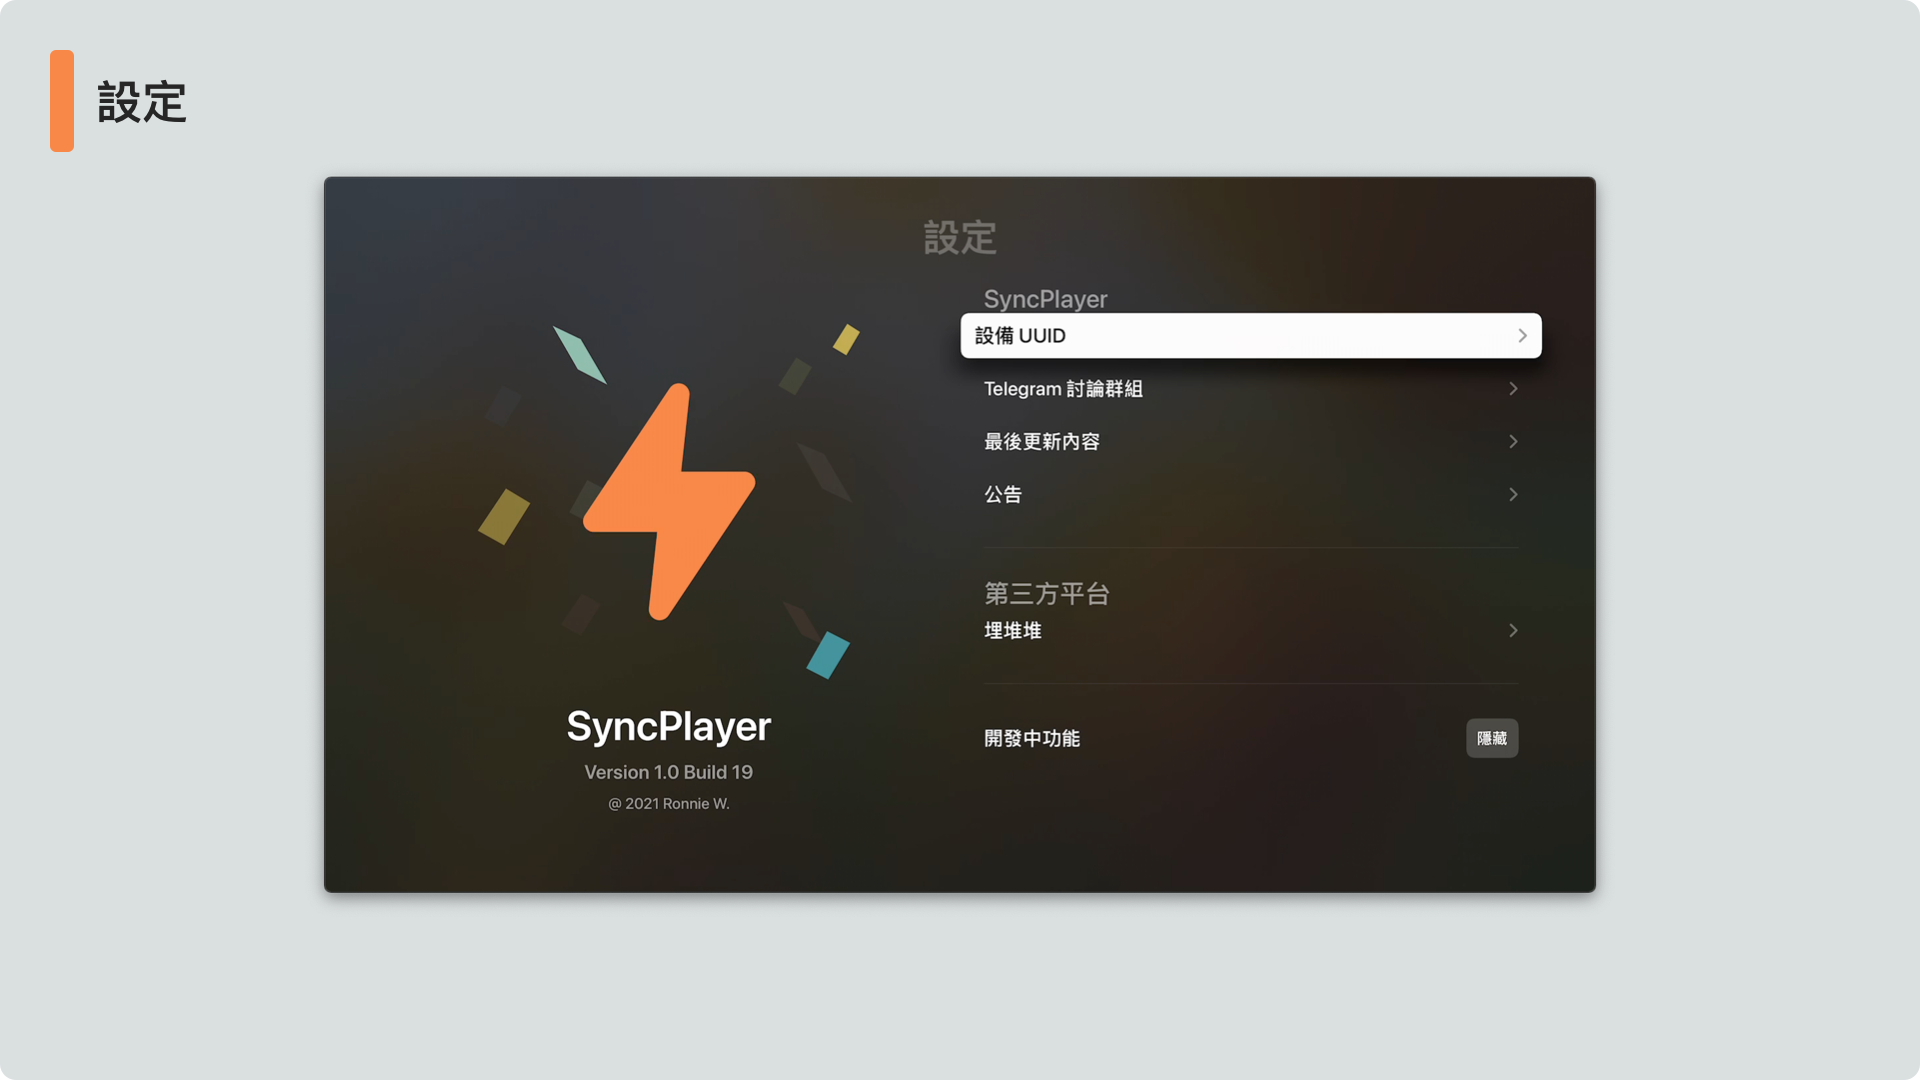 設定
設定
SyncPlayer
設備 UUID
Telegram 討論群組
最後更新內容
公告
第三方平台
埋堆堆
開發中功能
隱藏
SyncPlayer
Version 1.0 Build 19
@ 2021 Ronnie W.